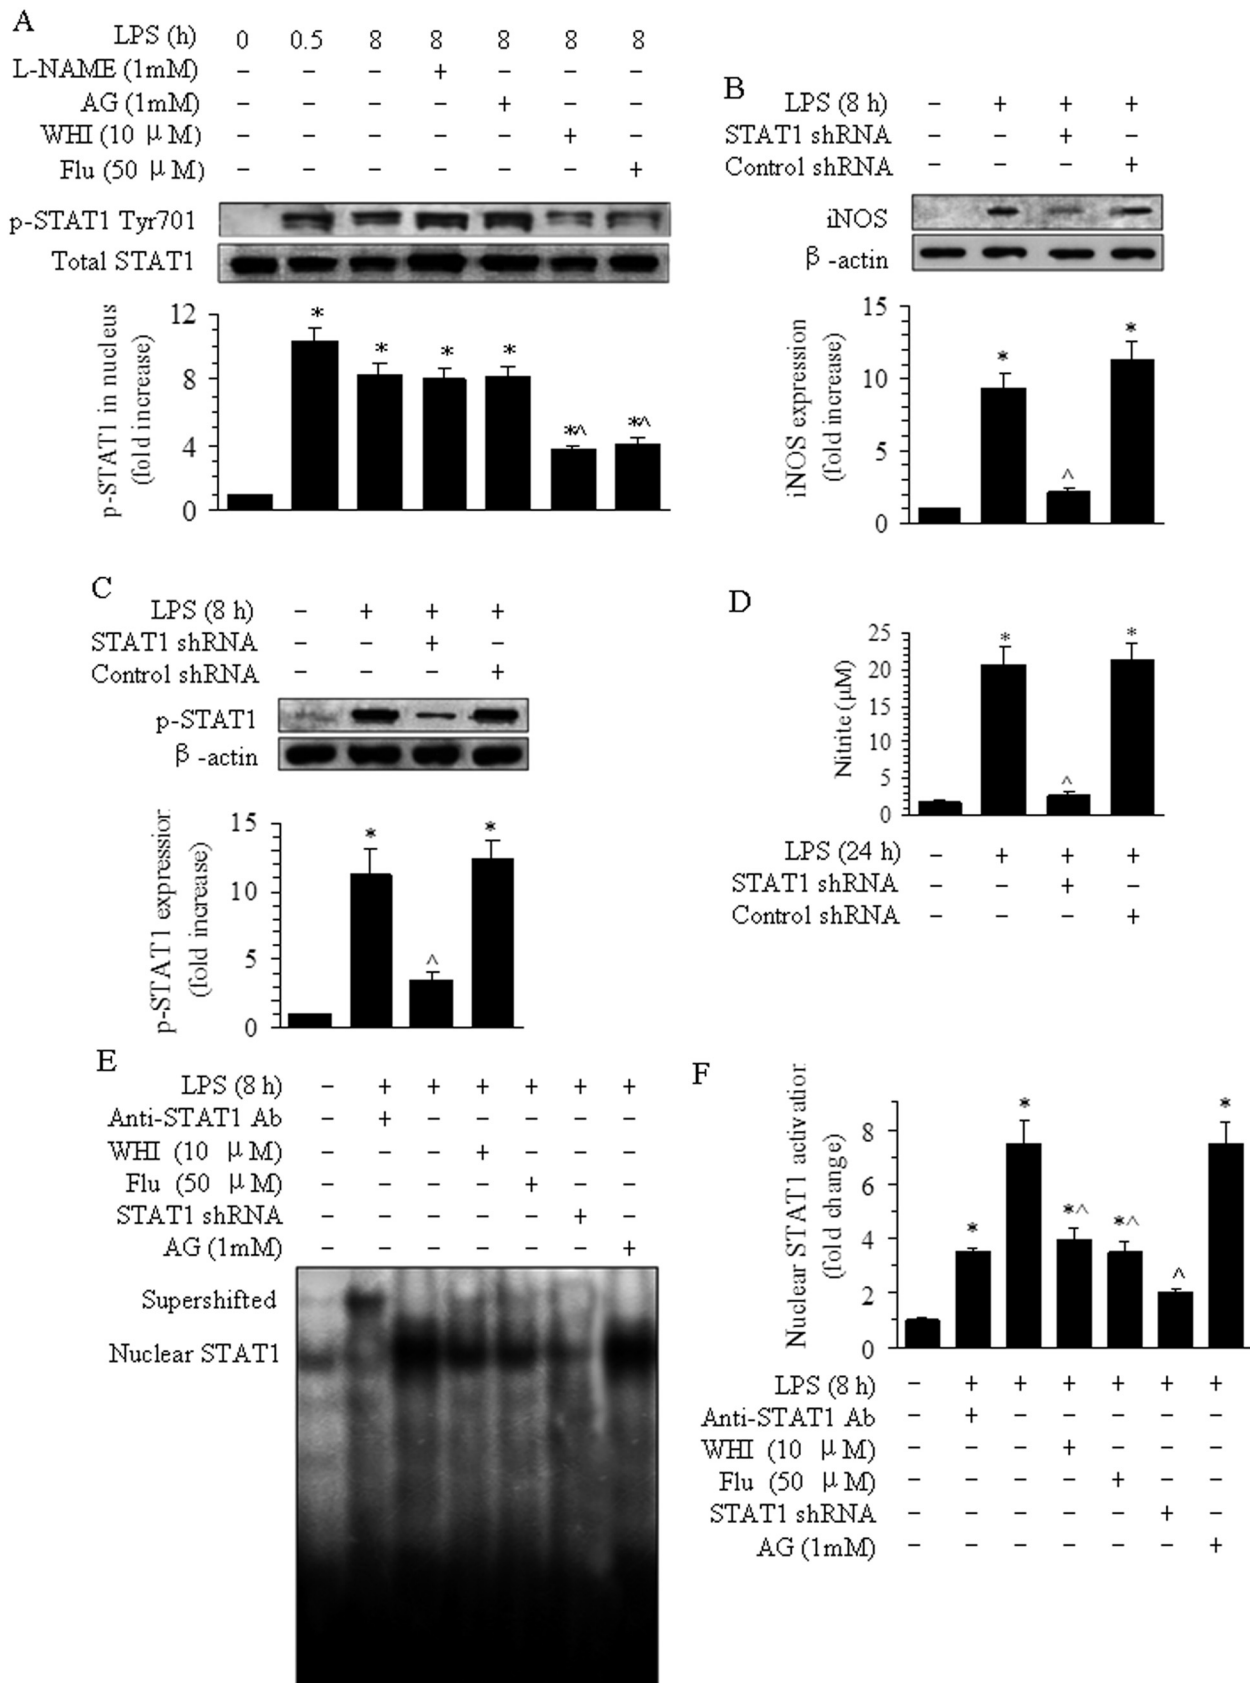 A
LPS (h) 0 0.5 8 8 8 8 8
L-NAME (1mM) − − − + − − −
AG (1mM) − − − − + − −
WHI (10 μM) − − − − − + −
Flu (50 μM) − − − − − − +
p-STAT1 Tyr701
Total STAT1
p-STAT1 in nucleus
(fold increase)
12
8
4
0
* * * * *^ *^
B
LPS (8 h) − + + +
STAT1 shRNA − − + −
Control shRNA − − − +
iNOS
β-actin
iNOS expression
(fold increase)
15
10
5
0
* ^ *
C
LPS (8 h) − + + +
STAT1 shRNA − − + −
Control shRNA − − − +
p-STAT1
β-actin
p-STAT1 expression
(fold increase)
15
10
5
0
* ^ *
D
Nitrite (μM)
25
20
15
10
5
0
* ^ *
LPS (24 h) − + + +
STAT1 shRNA − − + −
Control shRNA − − − +
E
LPS (8 h) − + + + + + +
Anti-STAT1 Ab − + − − − − −
WHI (10 μM) − − − + − − −
Flu (50 μM) − − − − + − −
STAT1 shRNA − − − − − + −
AG (1mM) − − − − − − +
Supershifted
Nuclear STAT1
F
Nuclear STAT1 activation
(fold change)
8
6
4
2
0
* * *^ *^ ^ *
LPS (8 h) − + + + + + +
Anti-STAT1 Ab − + − − − − −
WHI (10 μM) − − − + − − −
Flu (50 μM) − − − − + − −
STAT1 shRNA − − − − − + −
AG (1mM) − − − − − − +